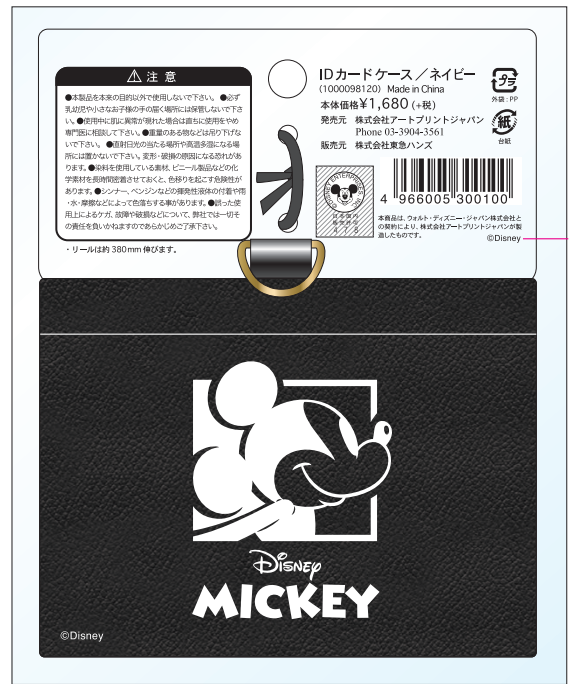 注意
●本製品を本来の目的以外で使用しないで下さい。 ●必ず
乳幼児や小さなお子様の手の届く場所には保管しないで下さ
い。●使用中に肌に異常が現れた場合は直ちに使用をやめ
専門医に相談して下さい。●重量のある物などは吊り下げな
いで下さい。 ●直射日光の当たる場所や高温多湿になる場
所には置かないで下さい。変形・破損の原因になる恐れがあ
ります。●染料を使用している素材、ビニール製品などの化
学素材を長時間密着させておくと、色移りを起こす危険性が
あります。●シンナー、ベンジンなどの揮発性液体の付着や雨
・水・摩擦などによって色落ちする事があります。●誤った使
用上によるケガ、故障や破損などについて、弊社では一切そ
の責任を負いかねますのであらかじめご了承下さい。
・リールは約380mm伸びます。
IDカードケース／ネイビー
(1000098120) Made in China
本体価格¥1,680 (+税)
発売元 株式会社アートプリントジャパン
Phone 03-3904-3561
販売元 株式会社東急ハンズ
プラ
外袋:PP
紙
台紙
4 966005 300100
本商品は、ウォルト・ディズニー・ジャパン株式会社と
の契約により、株式会社アートプリントジャパンが製
造したものです。
©Disney
Disney
MICKEY
©Disney